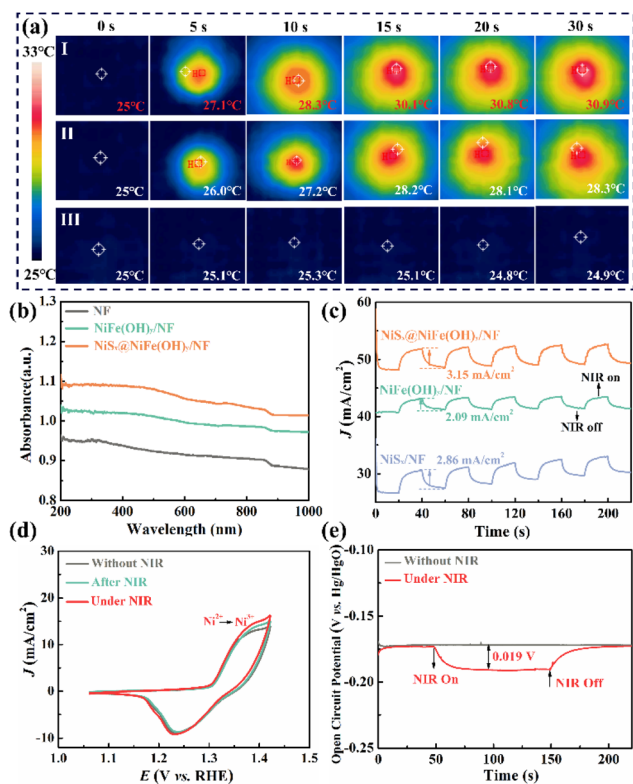 (a) 0 s 5 s 10 s 15 s 20 s 30 s
33°C
I
25°C 27.1°C 28.3°C 30.1°C 30.8°C 30.9°C
II
25°C 26.0°C 27.2°C 28.2°C 28.1°C 28.3°C
III
25°C 25.1°C 25.3°C 25.1°C 24.8°C 24.9°C
25°C
(b)
NF
NiFe(OH)ᵧ/NF
NiSₓ@NiFe(OH)ᵧ/NF
1.3
1.2
1.1
1.0
0.9
0.8
Absorbance(a.u.)
200 400 600 800 1000
Wavelength (nm)
(c)
60
50
40
30
J (mA/cm²)
NiSₓ@NiFe(OH)ᵧ/NF
3.15 mA/cm²
NIR on
NiFe(OH)ᵧ/NF
2.09 mA/cm²
NIR off
NiSₓ/NF 2.86 mA/cm²
0 40 80 120 160 200
Time (s)
(d)
Without NIR
After NIR
Under NIR
Ni²⁺→Ni³⁺
30
20
10
0
-10
J (mA/cm²)
1.0 1.1 1.2 1.3 1.4 1.5
E (V vs. RHE)
(e)
Without NIR
Under NIR
-0.10
-0.15
-0.20
-0.25
Open Circuit Potential (V vs. Hg/HgO)
0.019 V
NIR On
NIR Off
0 50 100 150 200
Time (s)